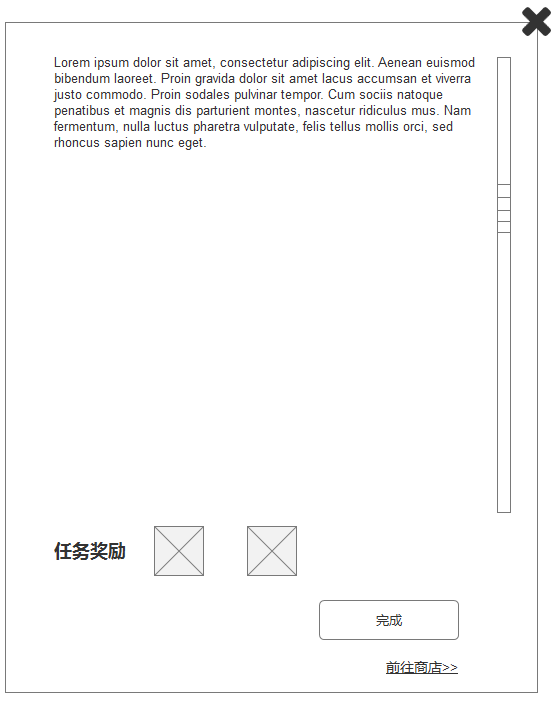 Lorem ipsum dolor sit amet, consectetur adipiscing elit. Aenean euismod
bibendum laoreet. Proin gravida dolor sit amet lacus accumsan et viverra
justo commodo. Proin sodales pulvinar tempor. Cum sociis natoque
penatibus et magnis dis parturient montes, nascetur ridiculus mus. Nam
fermentum, nulla luctus pharetra vulputate, felis tellus mollis orci, sed
rhoncus sapien nunc eget.
任务奖励
完成
前往商店>>